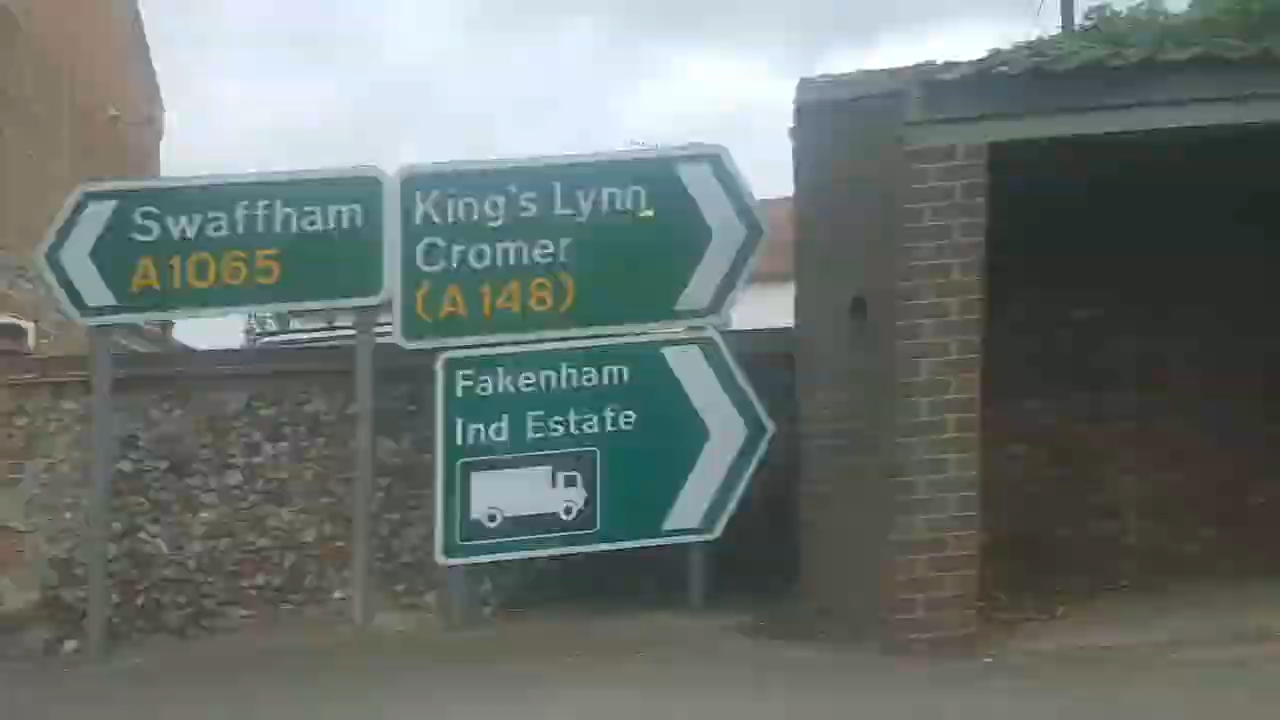 Swaffham
A1065
King's Lynn
Cromer
(A148)
Fakenham
Ind Estate